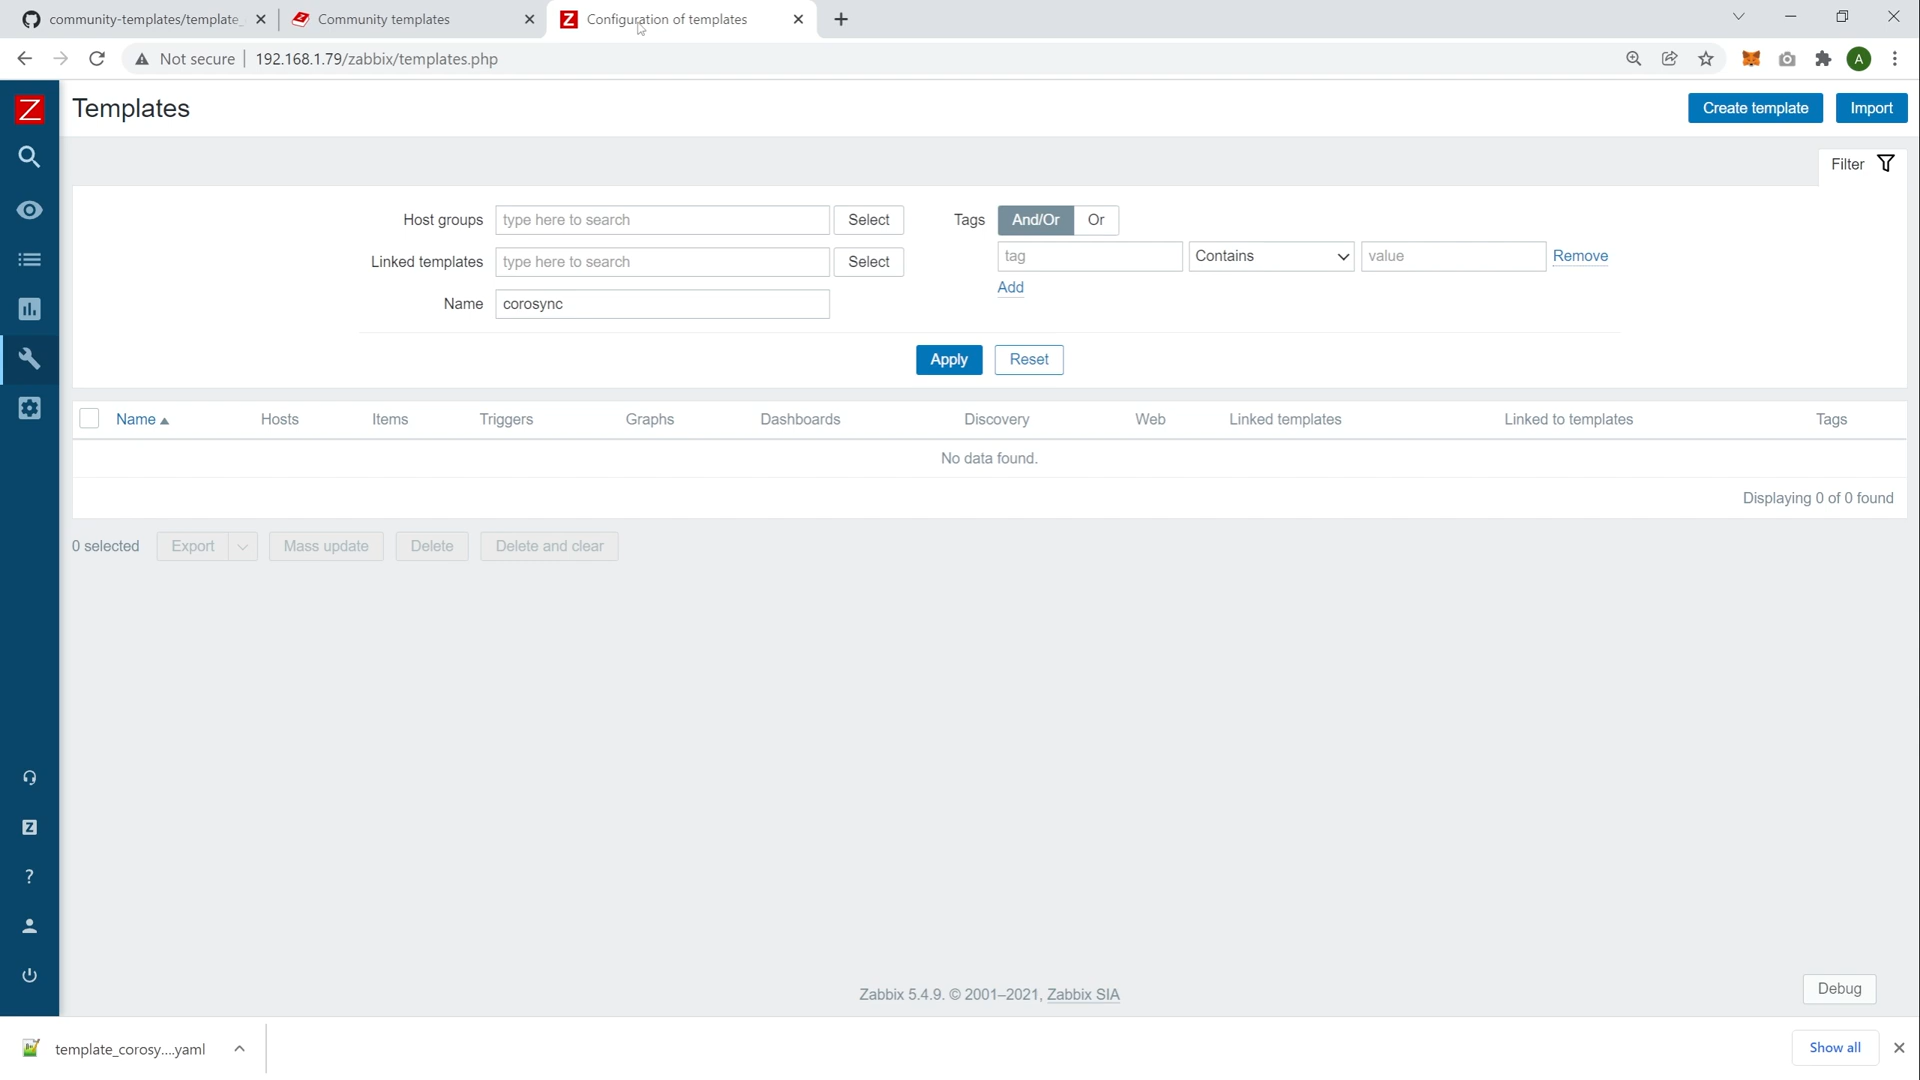 community-templates/template_
Community templates
Configuration of templates
Not secure
192.168.1.79/zabbix/templates.php
A
Z
Templates
Create template
Import
Filter
Host groups
type here to search
Select
Tags
And/Or
Or
Linked templates
type here to search
Select
tag
Contains
value
Remove
Add
Name
corosync
Apply
Reset
Name
Hosts
Items
Triggers
Graphs
Dashboards
Discovery
Web
Linked templates
Linked to templates
Tags
No data found.
Displaying 0 of 0 found
0 selected
Export
Mass update
Delete
Delete and clear
Z
?
Zabbix 5.4.9. © 2001–2021, Zabbix SIA
Debug
template_corosy....yaml
Show all